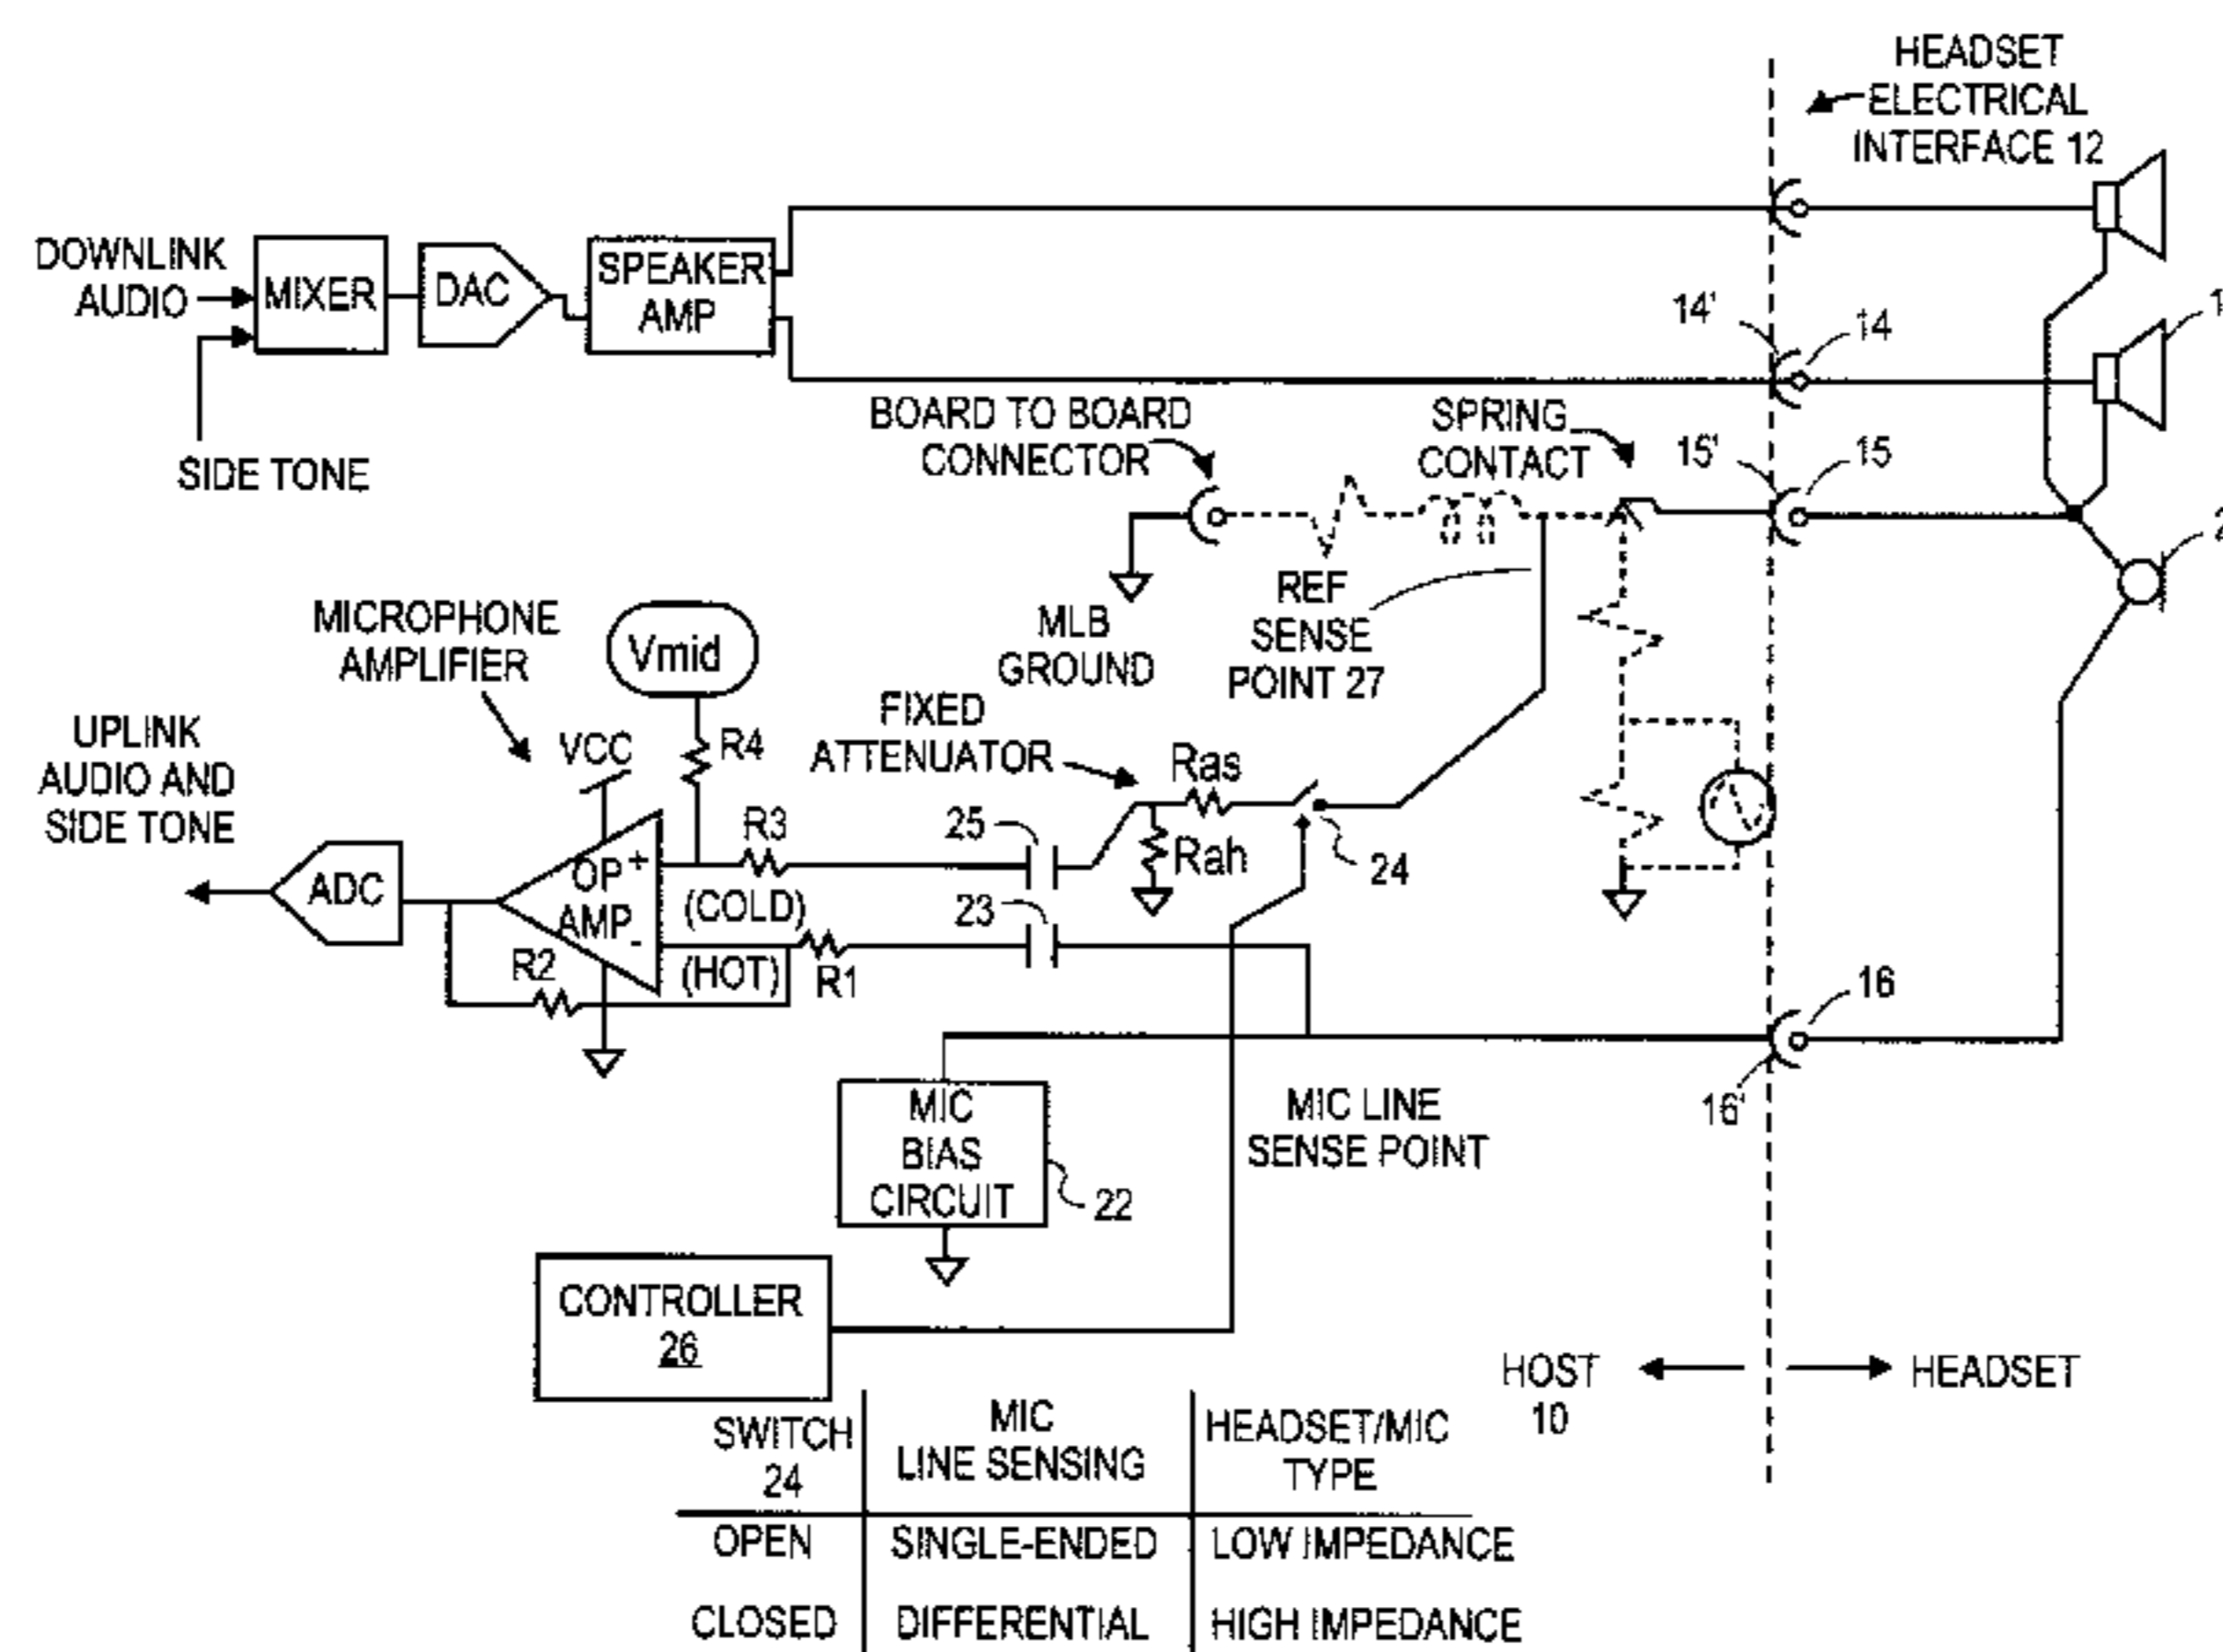 HEADSET
ELECTRICAL
INTERFACE 12
DOWNLINK
AUDIO
MIXER
DAC
SPEAKER
AMP
SIDE TONE
14'
14
BOARD TO BOARD
CONNECTOR
SPRING
CONTACT
15'
15
MLB
GROUND
REF
SENSE
POINT 27
MICROPHONE
AMPLIFIER
Vmid
UPLINK
AUDIO AND
SIDE TONE
VCC
R4
FIXED
ATTENUATOR
Ras
25
R3
Rah
24
ADC
OP
AMP
+
-
(COLD)
23
(HOT)
R2
R1
16
16'
MIC
BIAS
CIRCUIT
22
MIC LINE
SENSE POINT
CONTROLLER
26
HOST
10
HEADSET
SWITCH
24
MIC
LINE SENSING
HEADSET/MIC
TYPE
OPEN
SINGLE-ENDED
LOW IMPEDANCE
CLOSED
DIFFERENTIAL
HIGH IMPEDANCE